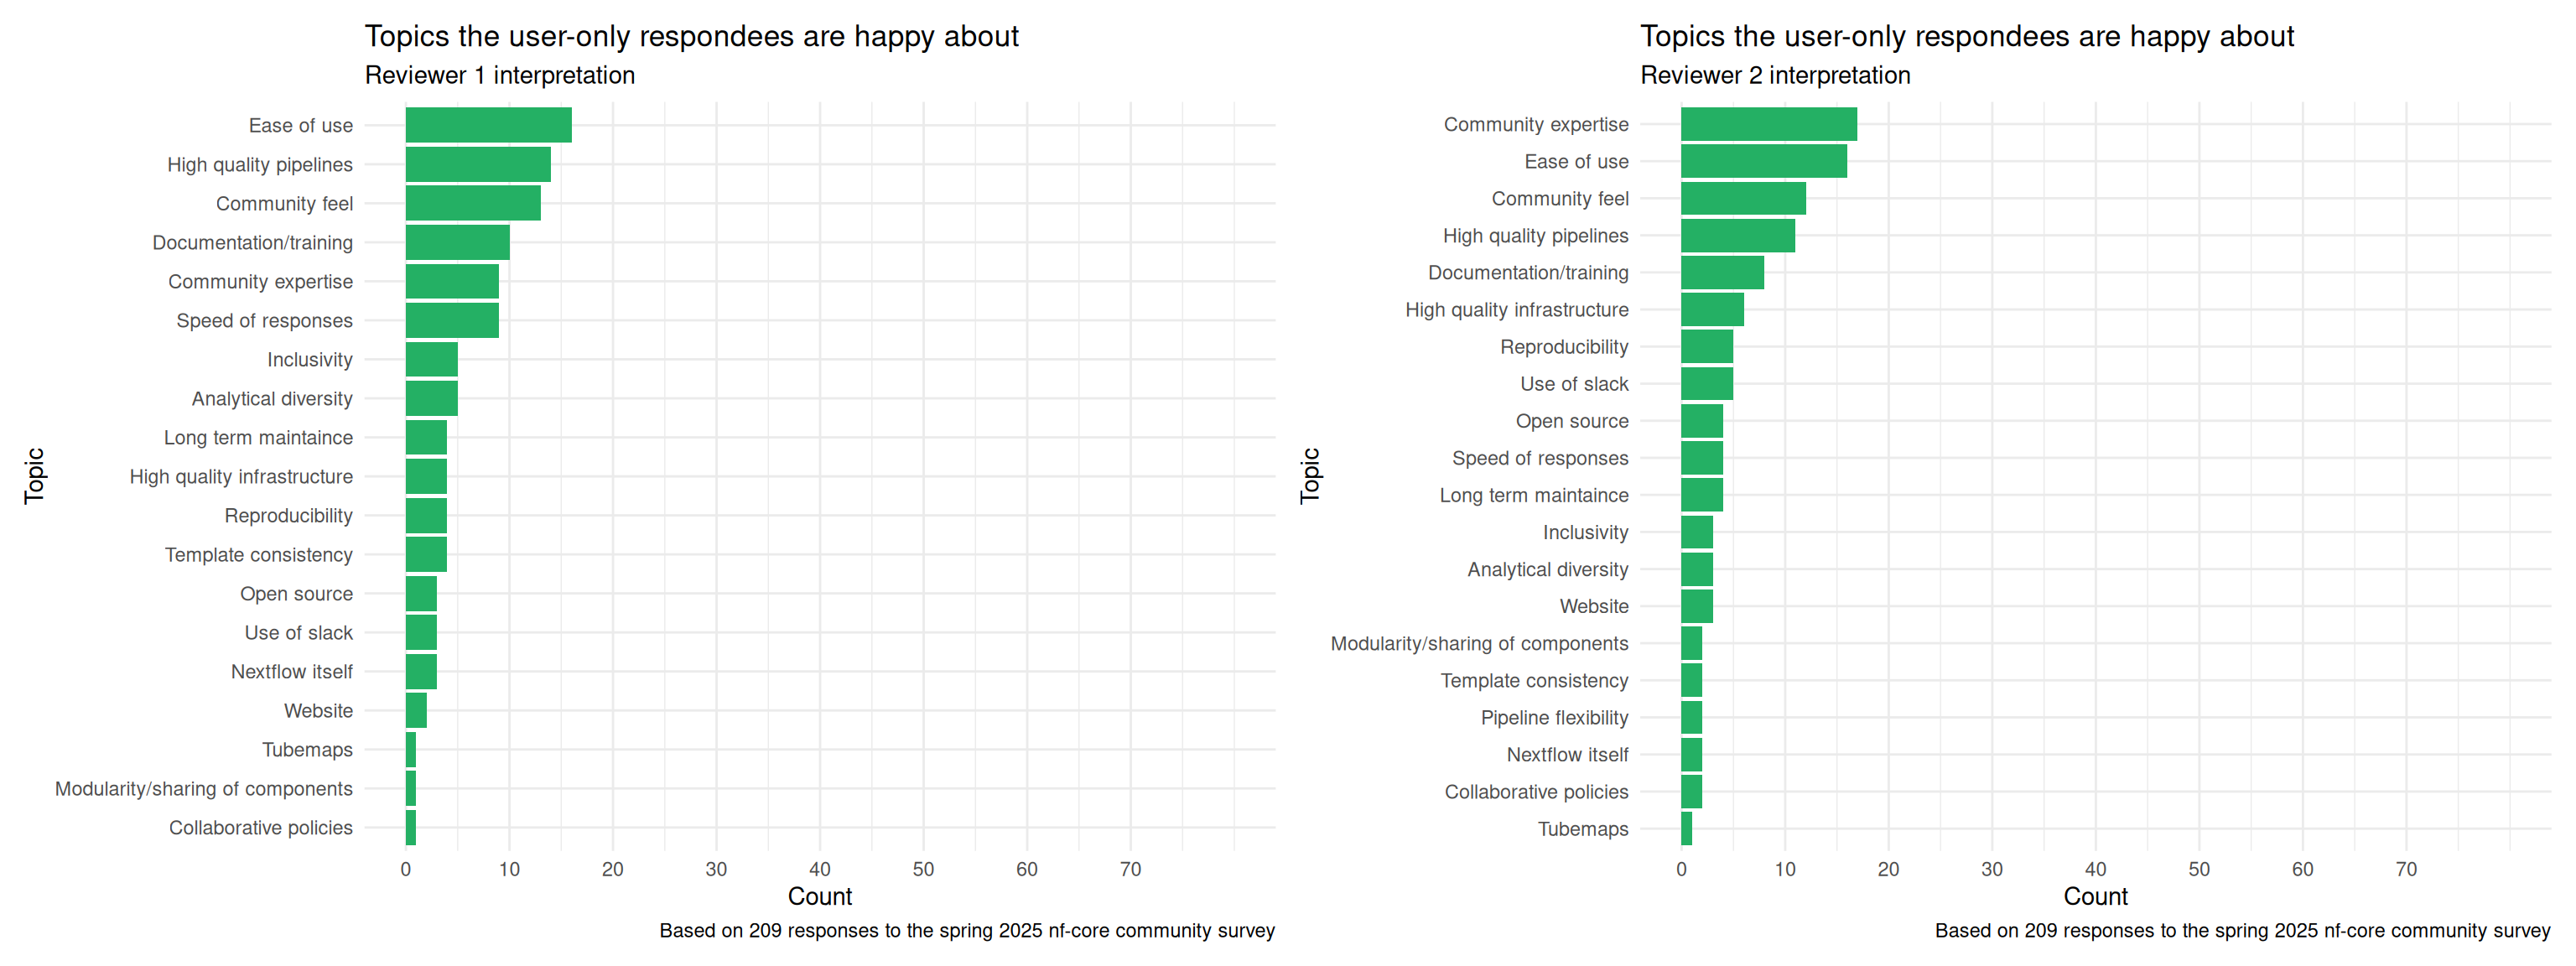 Topics the user-only respondees are happy about
Reviewer 1 interpretation
Topic
Ease of use
High quality pipelines
Community feel
Documentation/training
Community expertise
Speed of responses
Inclusivity
Analytical diversity
Long term maintaince
High quality infrastructure
Reproducibility
Template consistency
Open source
Use of slack
Nextflow itself
Website
Tubemaps
Modularity/sharing of components
Collaborative policies
0 10 20 30 40 50 60 70
Count
Based on 209 responses to the spring 2025 nf-core community survey
Topics the user-only respondees are happy about
Reviewer 2 interpretation
Topic
Community expertise
Ease of use
Community feel
High quality pipelines
Documentation/training
High quality infrastructure
Reproducibility
Use of slack
Open source
Speed of responses
Long term maintaince
Inclusivity
Analytical diversity
Website
Modularity/sharing of components
Template consistency
Pipeline flexibility
Nextflow itself
Collaborative policies
Tubemaps
0 10 20 30 40 50 60 70
Count
Based on 209 responses to the spring 2025 nf-core community survey